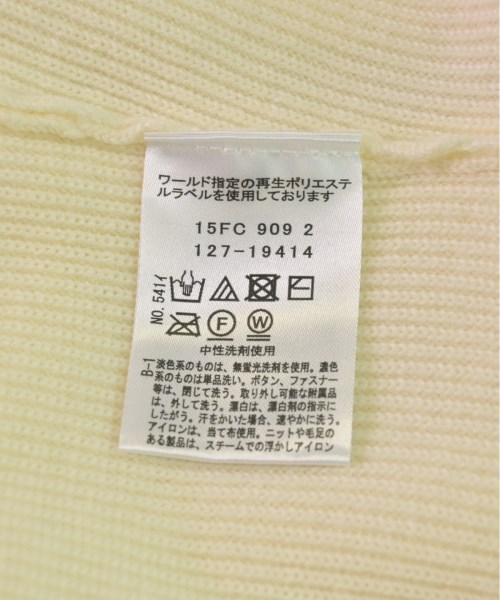 ワールド指定の再生ポリエステ
ルラベルを使用しております
15FC 909 2
127-19414
NO.541イ
F W
中性洗剤使用
B-1
淡色系のものは、無蛍光洗剤を使用。濃色
系のものは単品洗い。ボタン、ファスナー
等は、閉じて洗う。取り外し可能な附属品
は、外して洗う。漂白は、漂白剤の指示に
したがう。汗をかいた場合、速やかに洗う。
アイロンは、当て布使用。ニットや毛足の
ある製品は、スチームでの浮かしアイロン